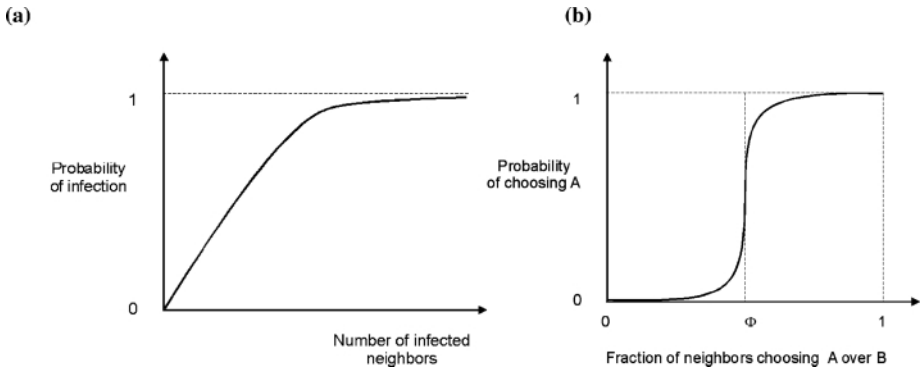 (a)
1
Probability
of infection
0
Number of infected
neighbors
(b)
1
Probability
of choosing A
0
0
Φ
1
Fraction of neighbors choosing A over B